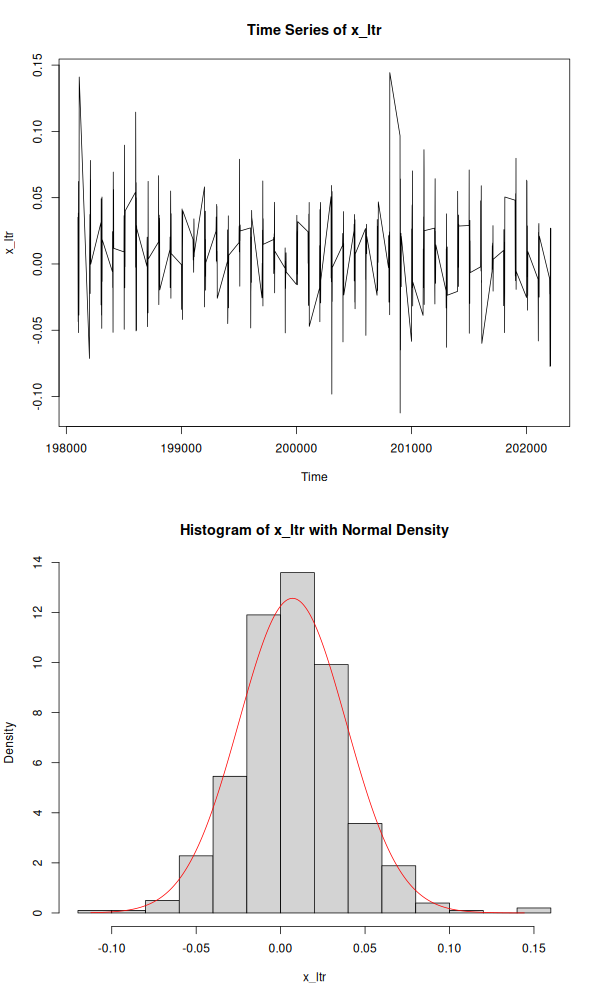 Time Series of x_ltr
x_ltr
0.15
0.10
0.05
0.00
-0.05
-0.10
198000 199000 200000 201000 202000
Time
Histogram of x_ltr with Normal Density
Density
14
12
10
8
6
4
2
0
-0.10 -0.05 0.00 0.05 0.10 0.15
x_ltr